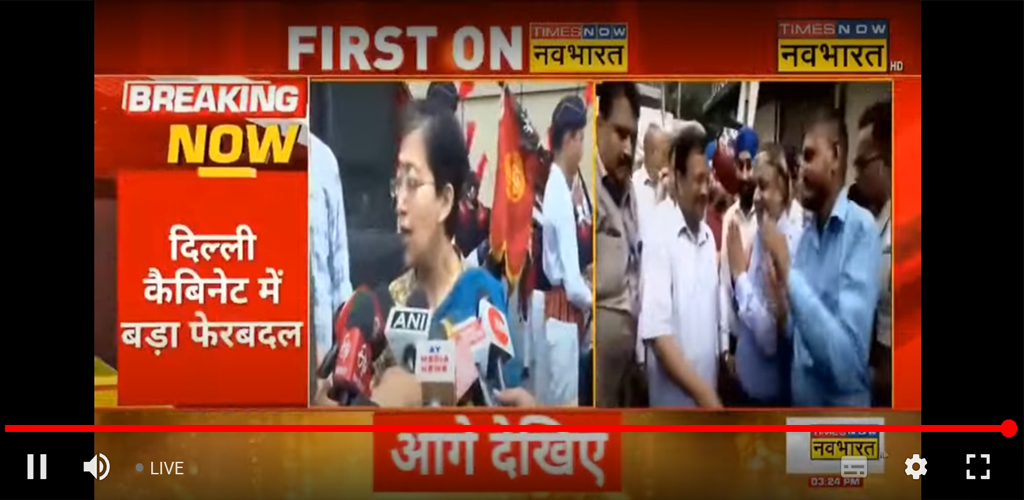 FIRST ON
TIMES NOW
नवभारत
TIMES NOW
नवभारत
HD
BREAKING
NOW
दिल्ली
कैबिनेट में
बड़ा फेरबदल
ANI
AY
MEDIA
NEWS
आगे देखिए
TIMES NOW
नवभारत
03:24 PM
LIVE